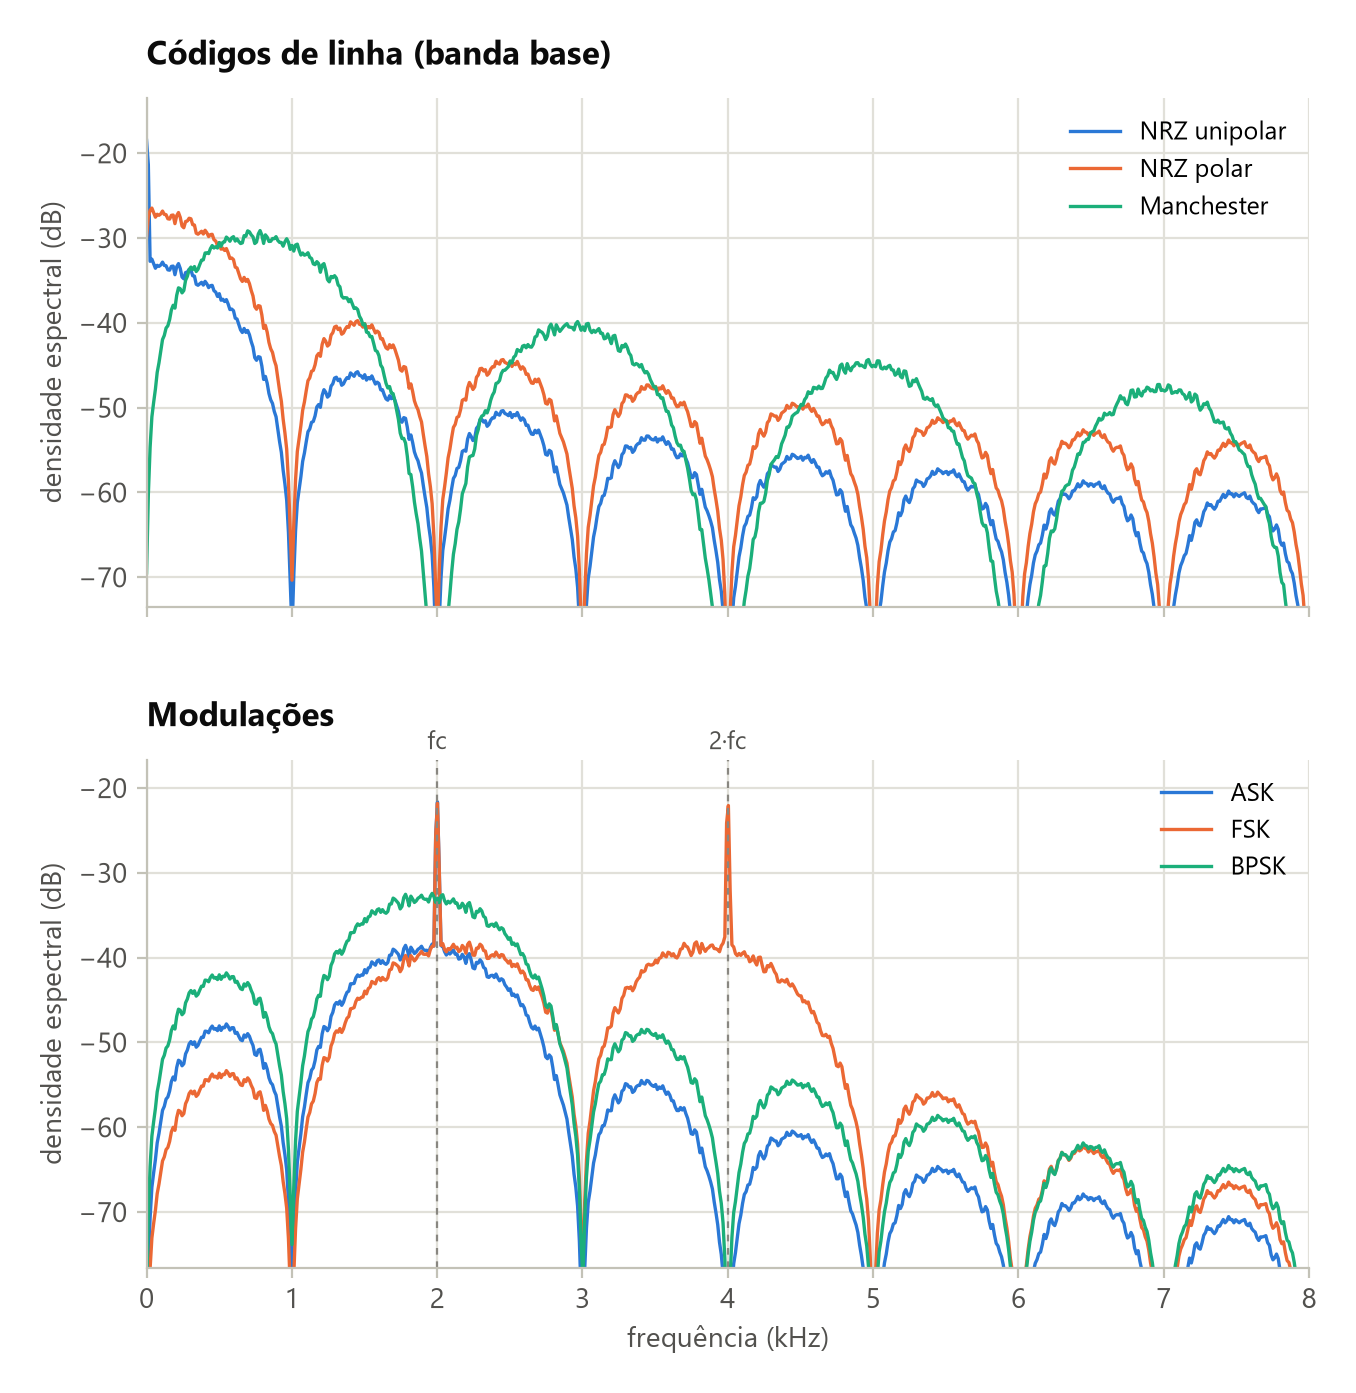 Códigos de linha (banda base)
densidade espectral (dB)
−20
−30
−40
−50
−60
−70
NRZ unipolar
NRZ polar
Manchester
Modulações
fc
2·fc
densidade espectral (dB)
−20
−30
−40
−50
−60
−70
ASK
FSK
BPSK
0 1 2 3 4 5 6 7 8
frequência (kHz)